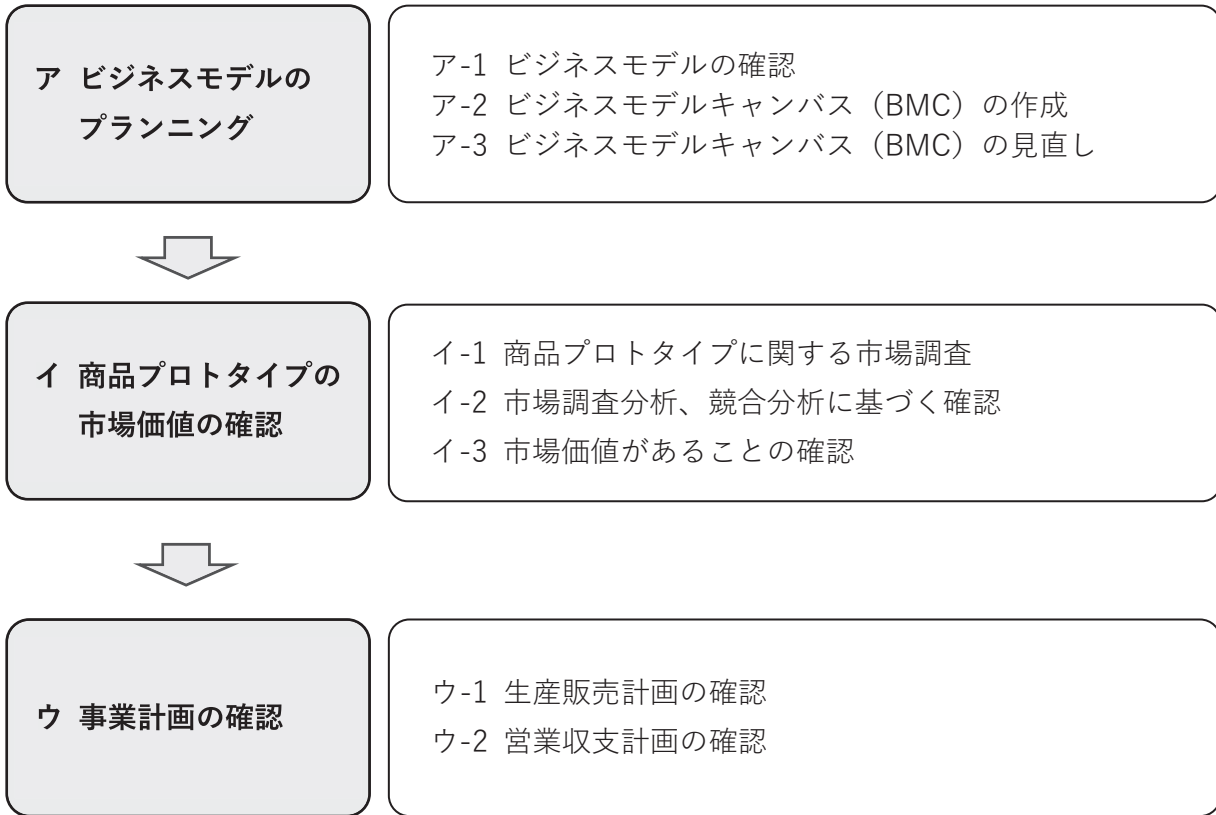 ア ビジネスモデルの
プランニング
ア-1 ビジネスモデルの確認
ア-2 ビジネスモデルキャンバス（BMC）の作成
ア-3 ビジネスモデルキャンバス（BMC）の見直し
イ 商品プロトタイプの
市場価値の確認
イ-1 商品プロトタイプに関する市場調査
イ-2 市場調査分析、競合分析に基づく確認
イ-3 市場価値があることの確認
ウ 事業計画の確認
ウ-1 生産販売計画の確認
ウ-2 営業収支計画の確認